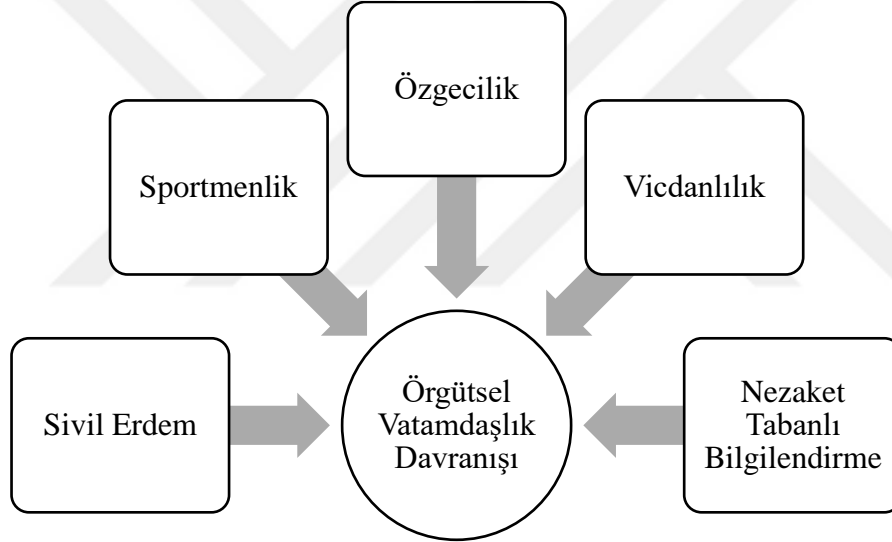 Özgecilik
Sportmenlik
Vicdanlılık
Sivil Erdem
Örgütsel
Vatamdaşlık
Davranışı
Nezaket
Tabanlı
Bilgilendirme